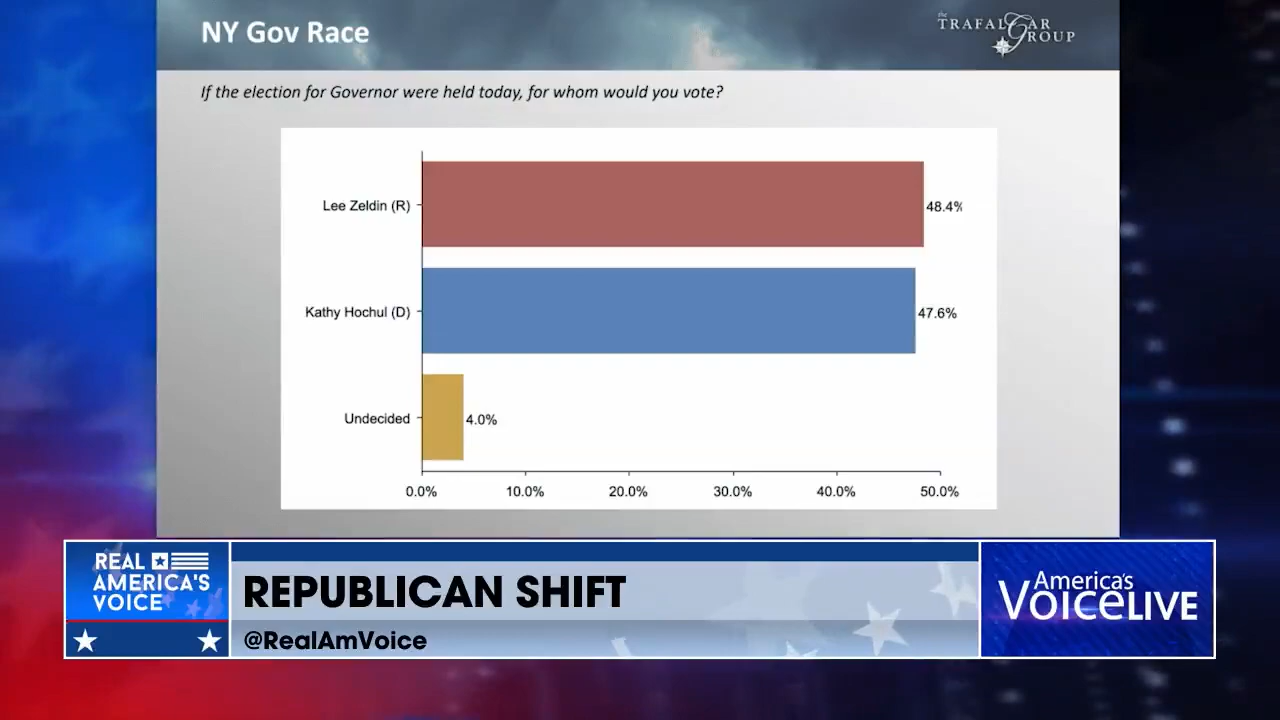 NY Gov Race
the
TRAFALGAR
GROUP
If the election for Governor were held today, for whom would you vote?
Lee Zeldin (R)
48.4%
Kathy Hochul (D)
47.6%
Undecided
4.0%
0.0% 10.0% 20.0% 30.0% 40.0% 50.0%
REAL
AMERICA'S
VOICE
REPUBLICAN SHIFT
@RealAmVoice
America's
VOICE LIVE